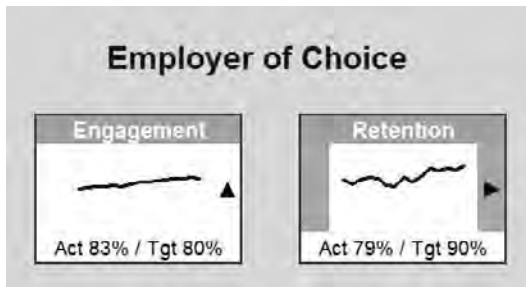 Employer of Choice
Engagement
Act 83% / Tgt 80%
Retention
Act 79% / Tgt 90%